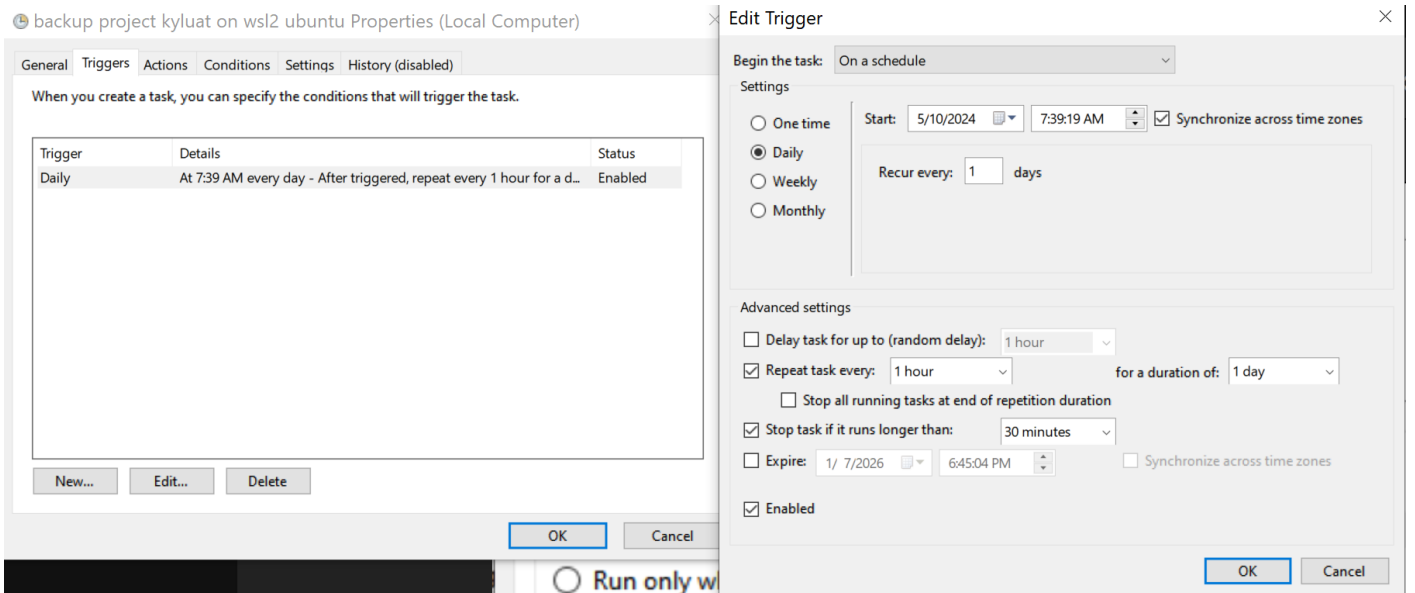 backup project kyluat on wsl2 ubuntu Properties (Local Computer)
General Triggers Actions Conditions Settings History (disabled)
When you create a task, you can specify the conditions that will trigger the task.
Trigger Details Status
Daily At 7:39 AM every day - After triggered, repeat every 1 hour for a d... Enabled
New... Edit... Delete
OK Cancel
Run only
Edit Trigger
Begin the task: On a schedule
Settings
One time
Daily
Weekly
Monthly
Start: 5/10/2024 7:39:19 AM Synchronize across time zones
Recur every: 1 days
Advanced settings
Delay task for up to (random delay): 1 hour
Repeat task every: 1 hour for a duration of: 1 day
Stop all running tasks at end of repetition duration
Stop task if it runs longer than: 30 minutes
Expire: 1/ 7/2026 6:45:04 PM Synchronize across time zones
Enabled
OK Cancel